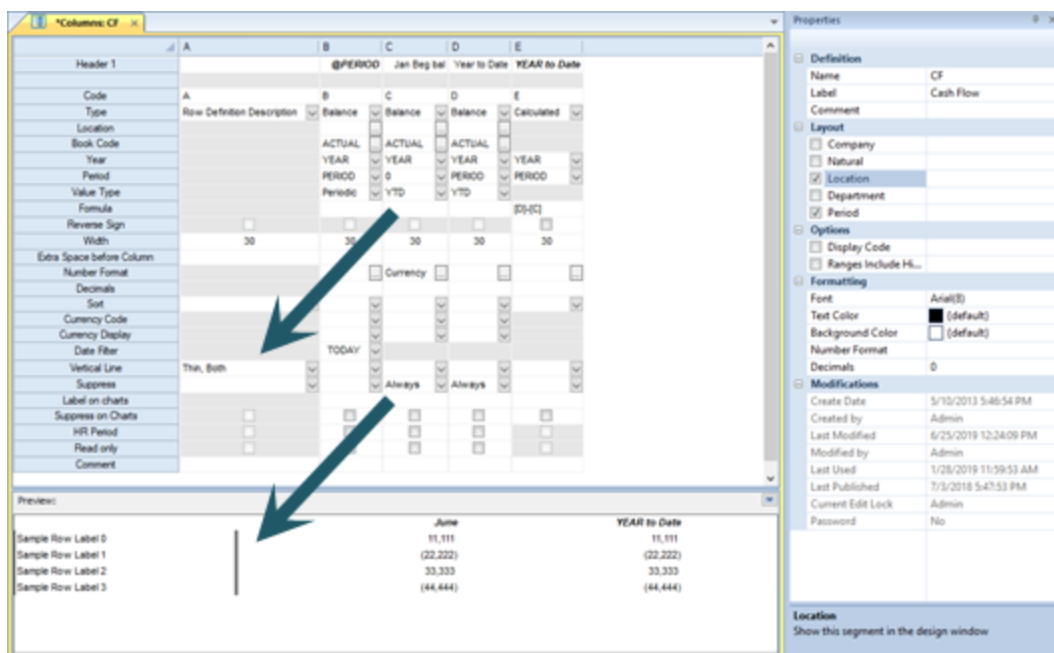 *Columns: CF ×
A B C D E
Header 1 @PERIOD Jan Beg bal Year to Date YEAR to Date
Code A B C D E
Type Row Definition Description Balance Balance Balance Calculated
Location
Book Code ACTUAL ACTUAL ACTUAL
Year YEAR YEAR YEAR YEAR
Period PERIOD 0 PERIOD PERIOD
Value Type Periodic YTD YTD
Formula [D]-[C]
Reverse Sign
Width 30 30 30 30 30
Extra Space before Column
Number Format ... Currency ... ... ...
Decimals
Sort
Currency Code
Currency Display
Date Filter TODAY
Vertical Line Thin, Both
Suppress Always Always
Label on charts
Suppress on Charts
HR Period
Read only
Comment
Preview:
June YEAR to Date
Sample Row Label 0 11,111 11,111
Sample Row Label 1 (22,222) (22,222)
Sample Row Label 2 33,333 33,333
Sample Row Label 3 (44,444) (44,444)
Properties
Definition
Name CF
Label Cash Flow
Comment
Layout
Company
Natural
Location
Department
Period
Options
Display Code
Ranges Include Hi...
Formatting
Font Arial(8)
Text Color (default)
Background Color (default)
Number Format
Decimals 0
Modifications
Create Date 5/10/2013 5:46:54 PM
Created by Admin
Last Modified 6/25/2019 12:24:09 PM
Modified by Admin
Last Used 1/28/2019 11:59:53 AM
Last Published 7/3/2018 5:47:53 PM
Current Edit Lock Admin
Password No
Location
Show this segment in the design window